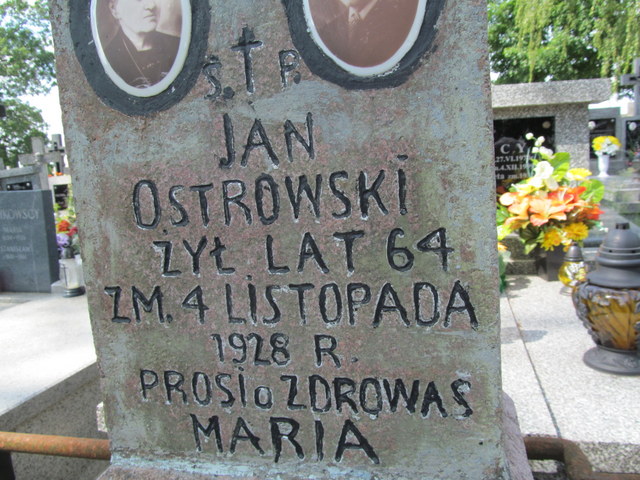 Ś. † P.
JAN
OSTROWSKI
ŻYŁ LAT 64
ZM. 4 LISTOPADA
1928 R.
PROSI O ZDROWAŚ
MARIA